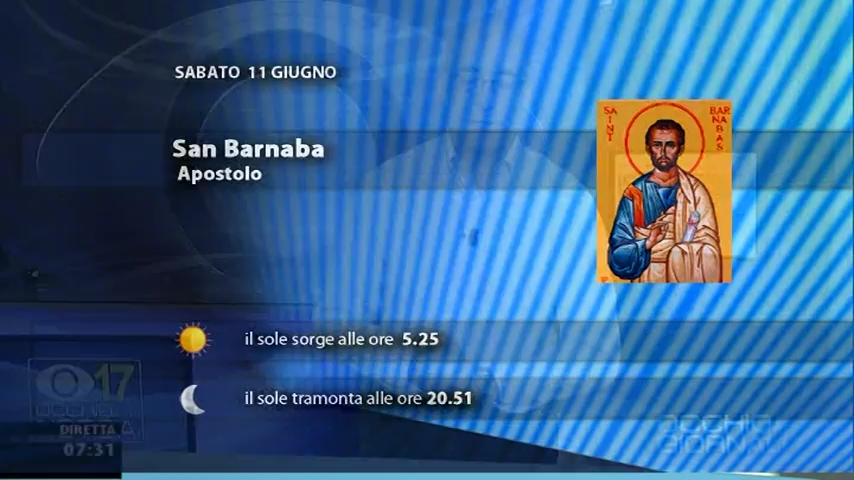 SABATO 11 GIUGNO
San Barnaba
Apostolo
SAINT
BARNABAS
il sole sorge alle ore 5.25
il sole tramonta alle ore 20.51
17
DIRETTA
07:31